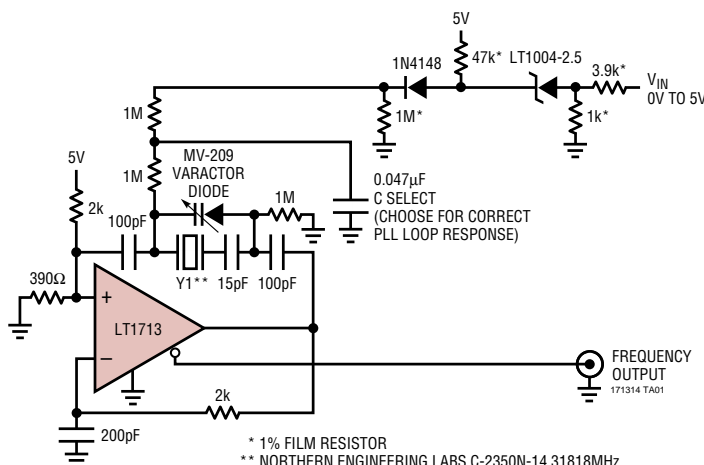 5V
1N4148
47k*
LT1004-2.5
3.9k*
VIN
0V TO 5V
1M
1M*
1k*
5V
1M
MV-209
VARACTOR
DIODE
1M
0.047µF
C SELECT
(CHOOSE FOR CORRECT
PLL LOOP RESPONSE)
2k
100pF
390Ω
Y1**
15pF
100pF
+
LT1713
–
FREQUENCY
OUTPUT
171314 TA01
2k
200pF
* 1% FILM RESISTOR
** NORTHERN ENGINEERING LABS C-2350N-14.31818MHz